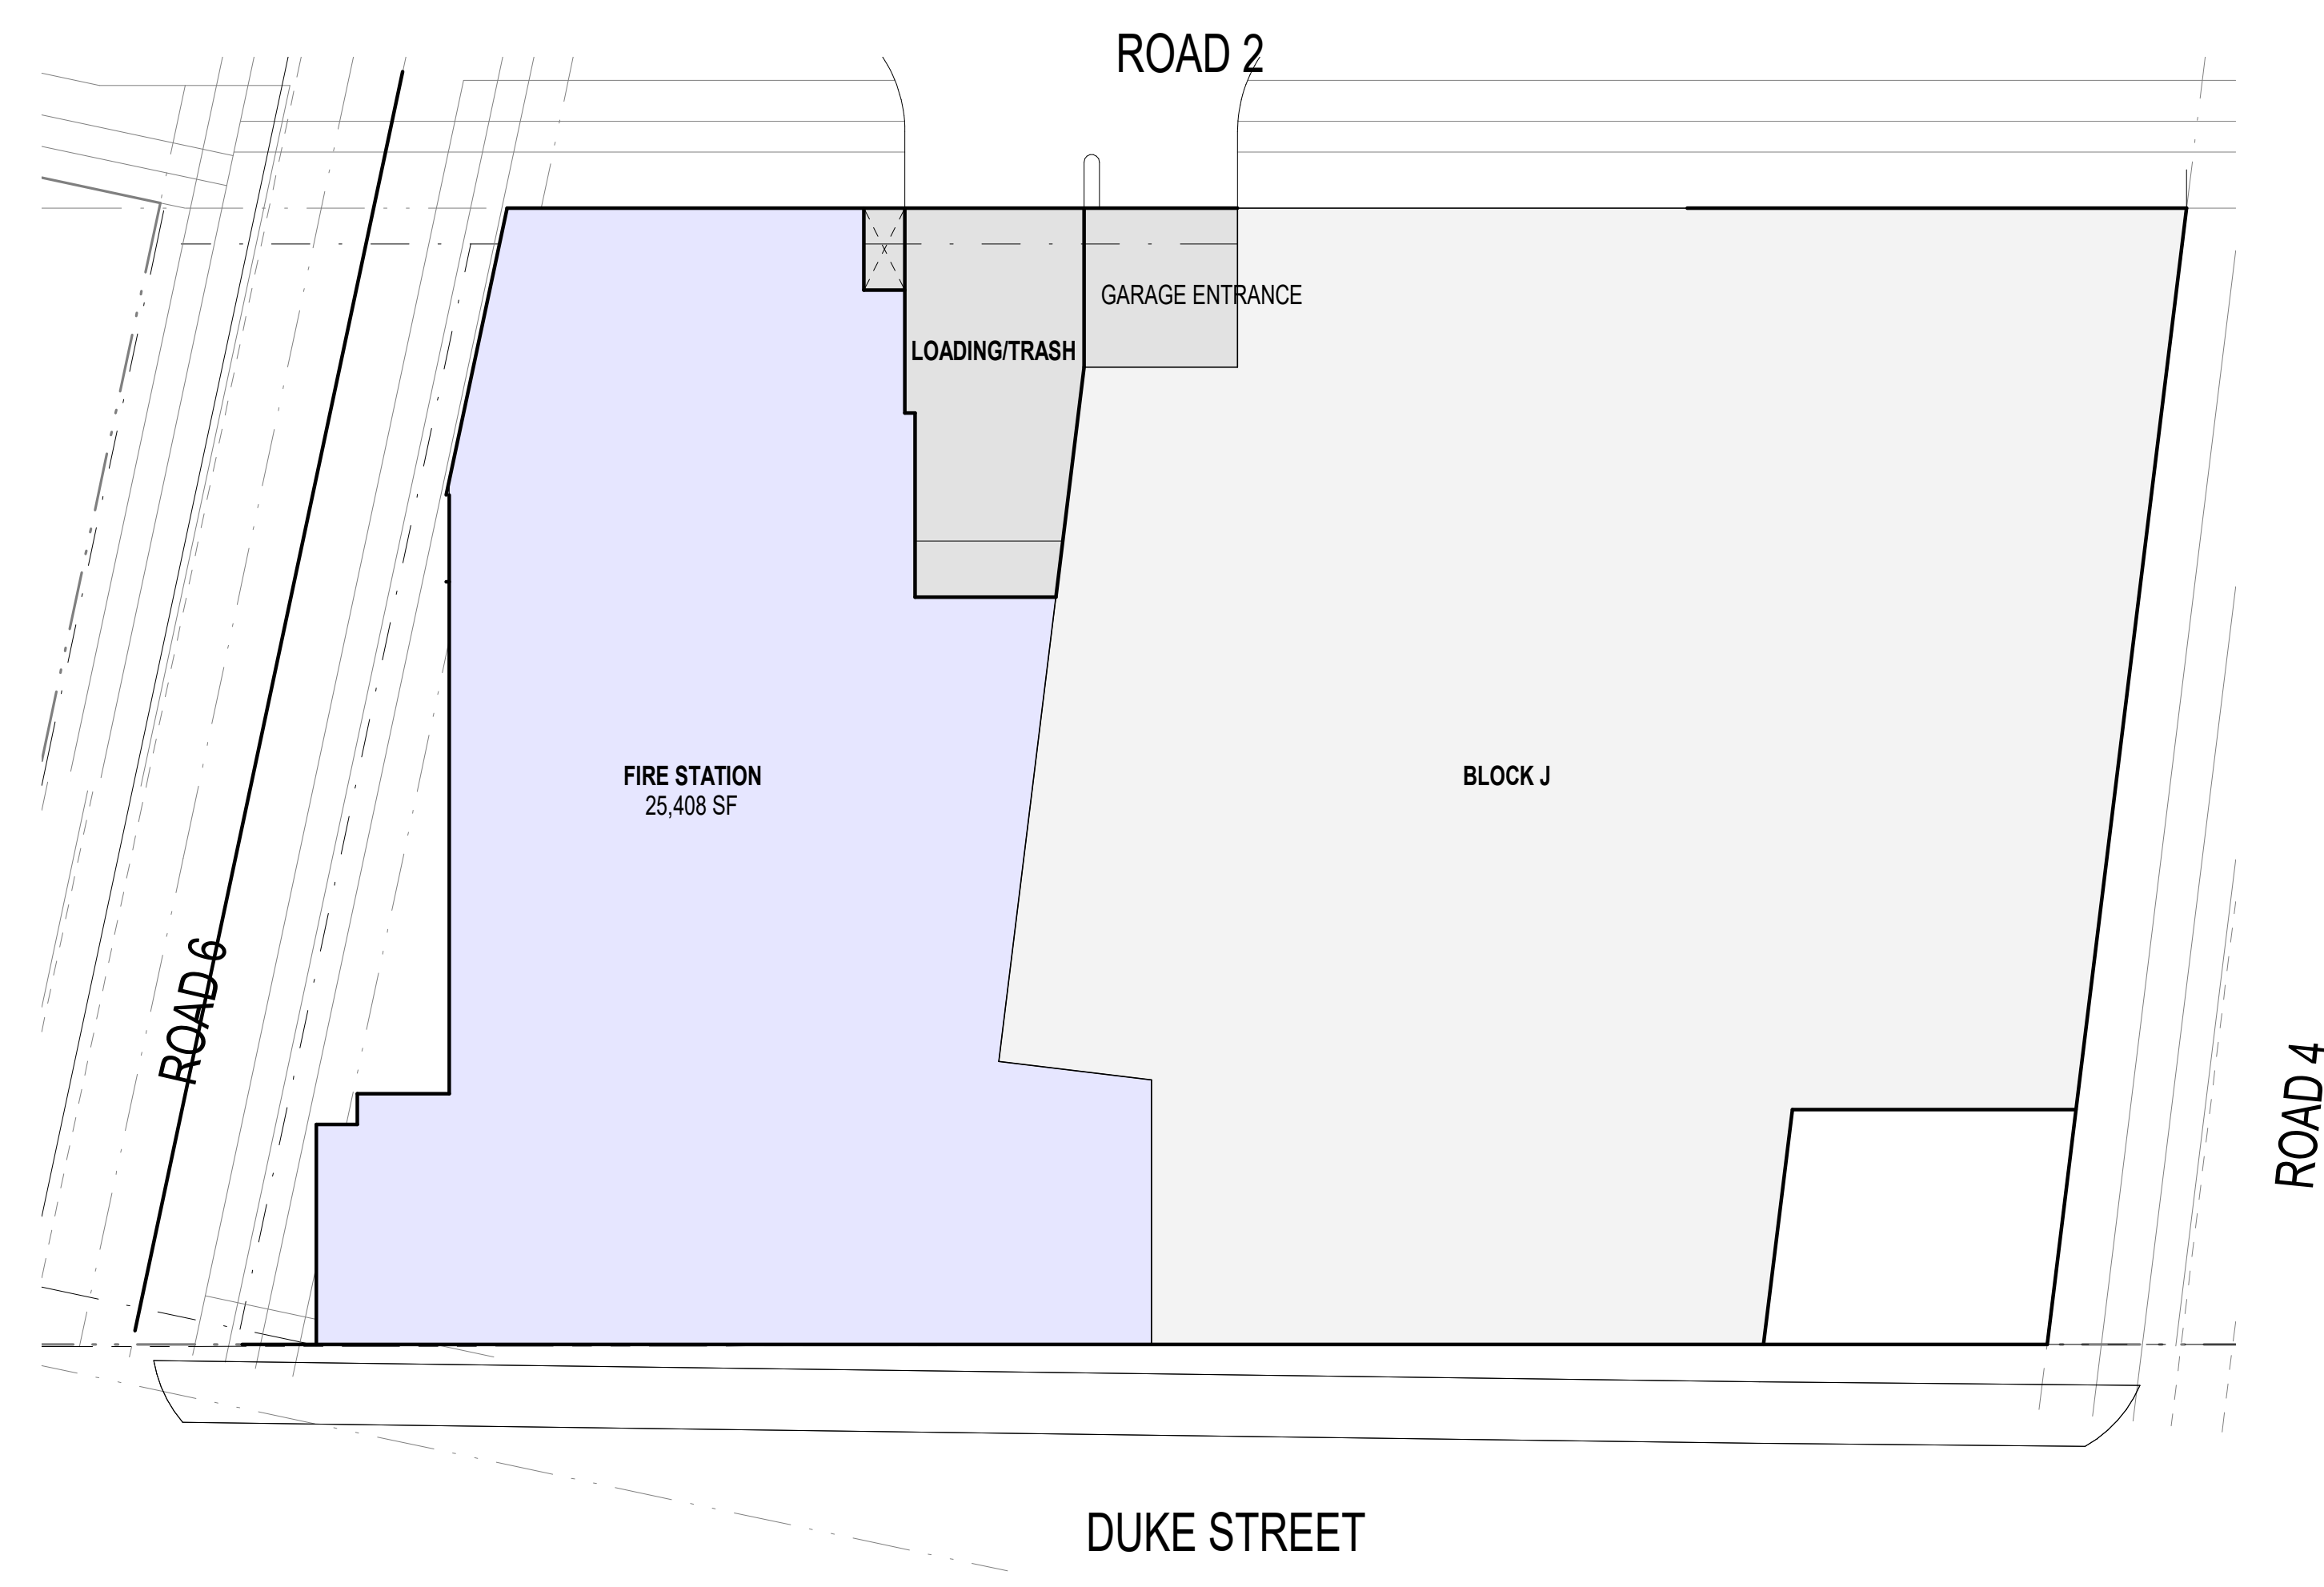 ROAD 2
GARAGE ENTRANCE
LOADING/TRASH
FIRE STATION
25,408 SF
BLOCK J
ROAD 6
ROAD 4
DUKE STREET